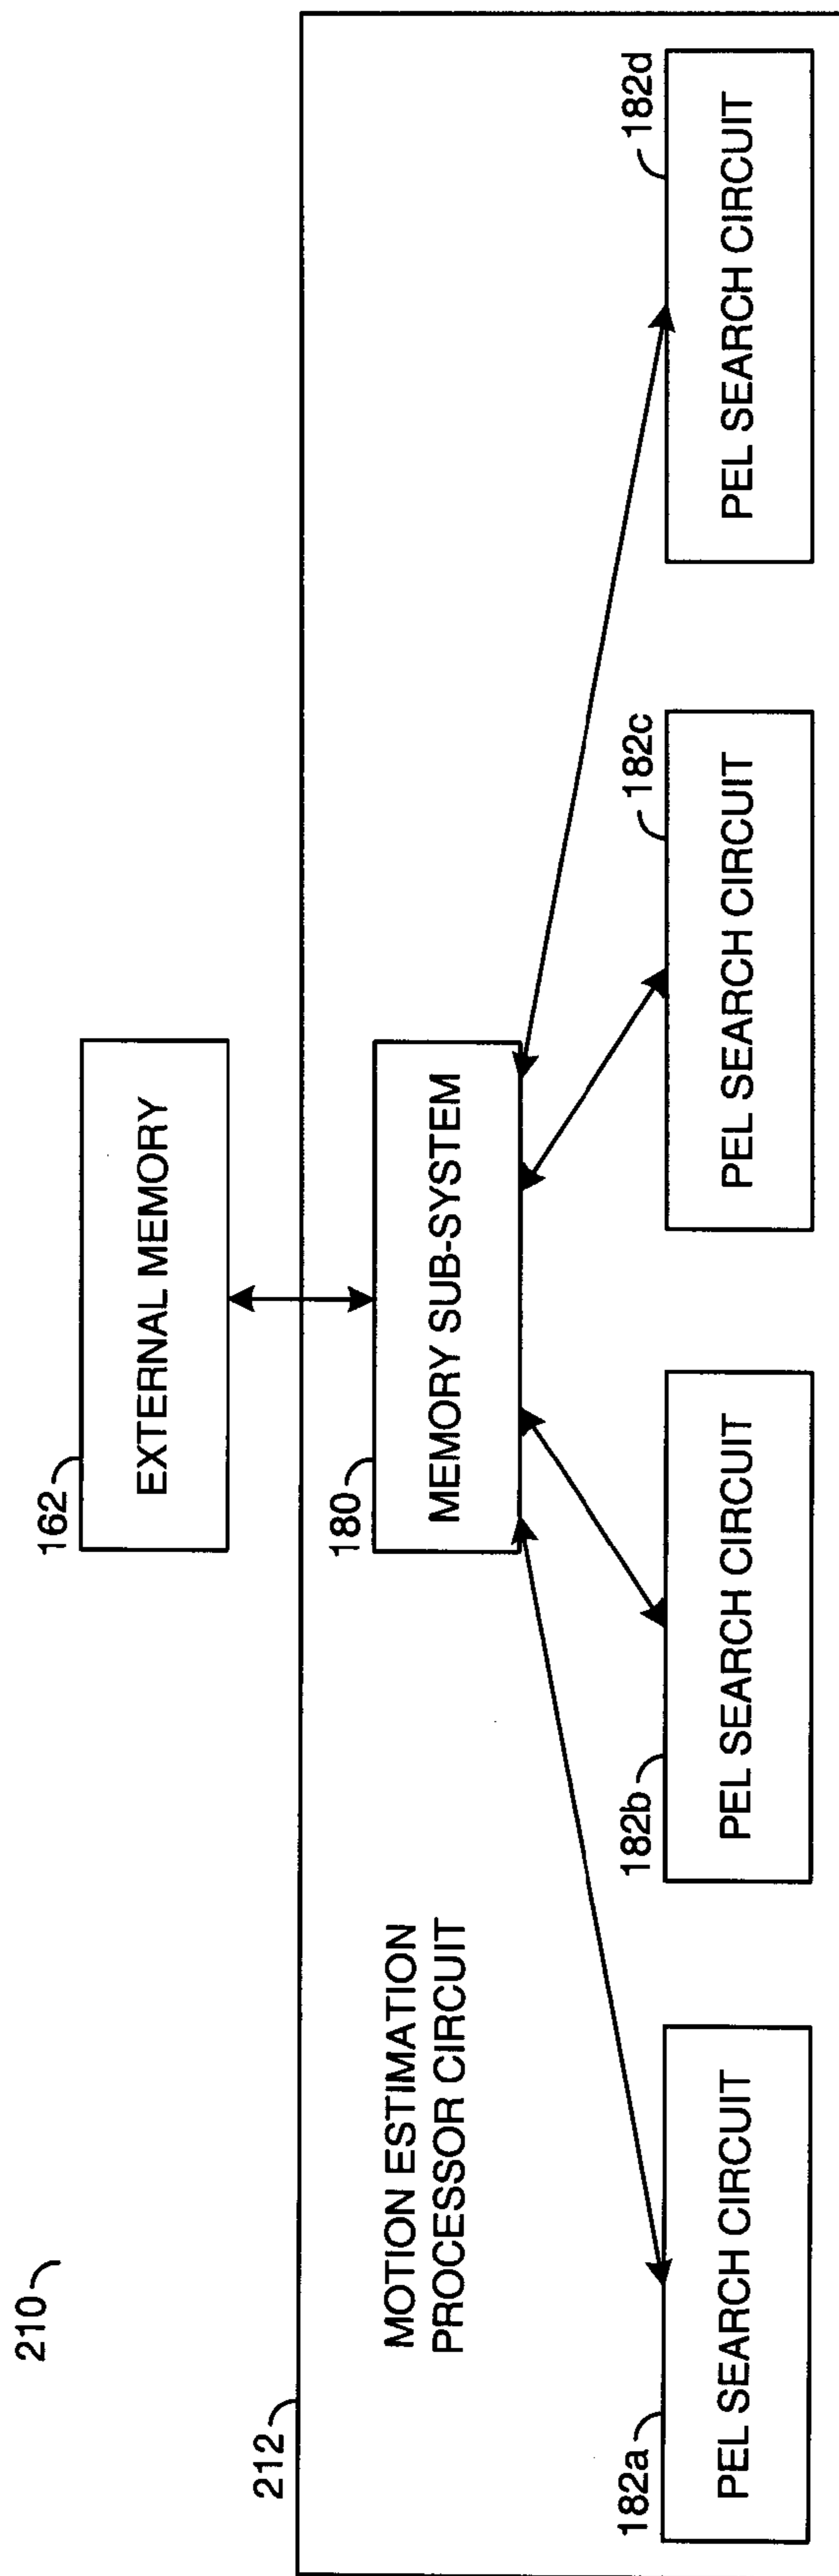 210
162
EXTERNAL MEMORY
212
MOTION ESTIMATION
PROCESSOR CIRCUIT
180
MEMORY SUB-SYSTEM
182a
PEL SEARCH CIRCUIT
182b
PEL SEARCH CIRCUIT
182c
PEL SEARCH CIRCUIT
182d
PEL SEARCH CIRCUIT